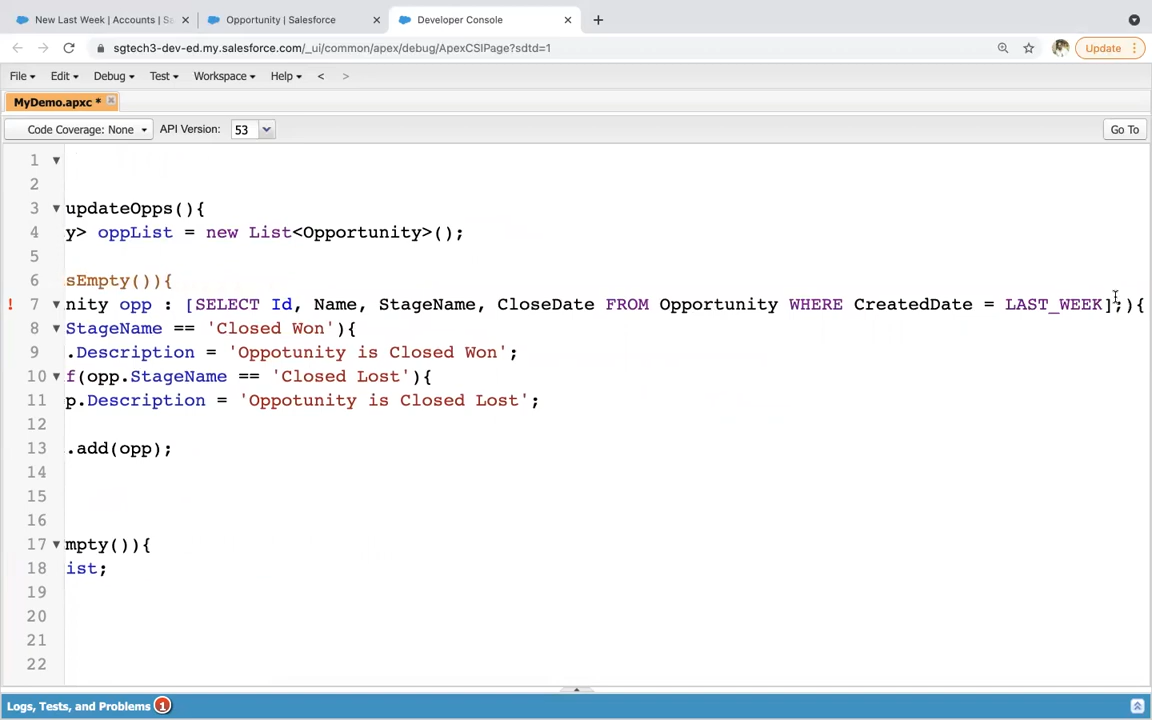 New Last Week | Accounts | Sa
Opportunity | Salesforce
Developer Console
sgtech3-dev-ed.my.salesforce.com/_ui/common/apex/debug/ApexCSIPage?sdtd=1
Update
File Edit Debug Test Workspace Help < >
MyDemo.apxc *
Code Coverage: None API Version: 53 Go To
1
2
3 updateOpps(){
4 y> oppList = new List<Opportunity>();
5
6 sEmpty()){
7 nity opp : [SELECT Id, Name, StageName, CloseDate FROM Opportunity WHERE CreatedDate = LAST_WEEK];){
8 StageName == 'Closed Won'){
9 .Description = 'Oppotunity is Closed Won';
10 f(opp.StageName == 'Closed Lost'){
11 p.Description = 'Oppotunity is Closed Lost';
12
13 .add(opp);
14
15
16
17 mpty()){
18 ist;
19
20
21
22
Logs, Tests, and Problems 1